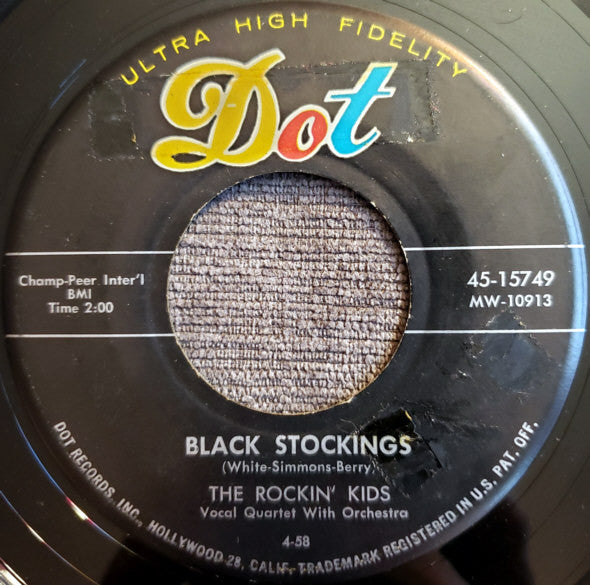 ULTRA HIGH FIDELITY
Dot
Champ-Peer Inter'l
BMI
Time 2:00
45-15749
MW-10913
BLACK STOCKINGS
(White-Simmons-Berry)
THE ROCKIN' KIDS
Vocal Quartet With Orchestra
4-58
DOT RECORDS, INC., HOLLYWOOD 28, CALIF.-TRADEMARK REGISTERED IN U.S. PAT. OFF.